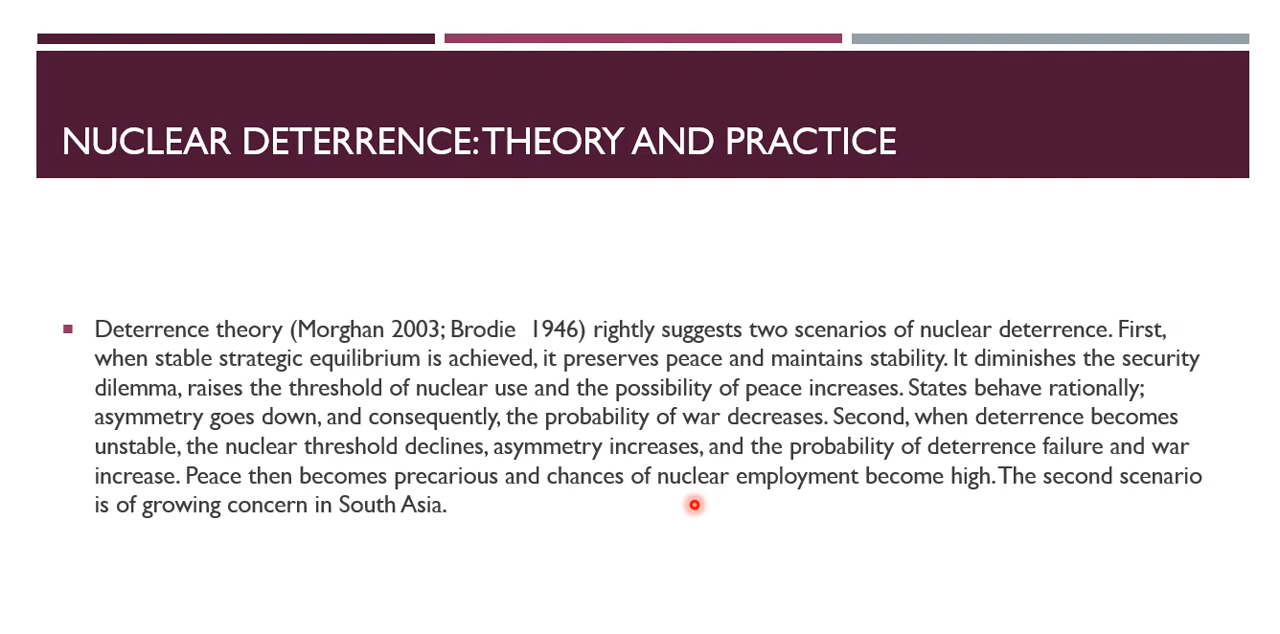 NUCLEAR DETERRENCE: THEORY AND PRACTICE
Deterrence theory (Morghan 2003; Brodie 1946) rightly suggests two scenarios of nuclear deterrence. First,
when stable strategic equilibrium is achieved, it preserves peace and maintains stability. It diminishes the security
dilemma, raises the threshold of nuclear use and the possibility of peace increases. States behave rationally;
asymmetry goes down, and consequently, the probability of war decreases. Second, when deterrence becomes
unstable, the nuclear threshold declines, asymmetry increases, and the probability of deterrence failure and war
increase. Peace then becomes precarious and chances of nuclear employment become high. The second scenario
is of growing concern in South Asia.